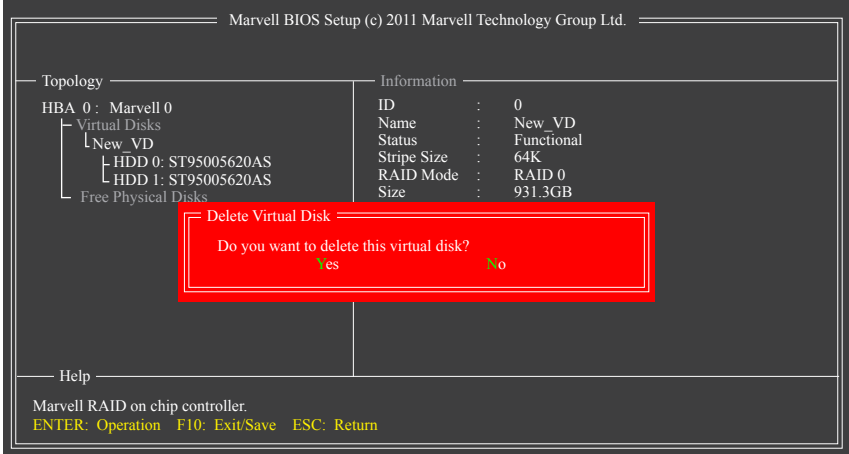 Marvell BIOS Setup (c) 2011 Marvell Technology Group Ltd.
Topology
HBA 0 : Marvell 0
Virtual Disks
New_VD
HDD 0: ST95005620AS
HDD 1: ST95005620AS
Free Physical Disks
Information
ID : 0
Name : New_VD
Status : Functional
Stripe Size : 64K
RAID Mode : RAID 0
Size : 931.3GB
Delete Virtual Disk
Do you want to delete this virtual disk?
Yes No
Help
Marvell RAID on chip controller.
ENTER: Operation F10: Exit/Save ESC: Return